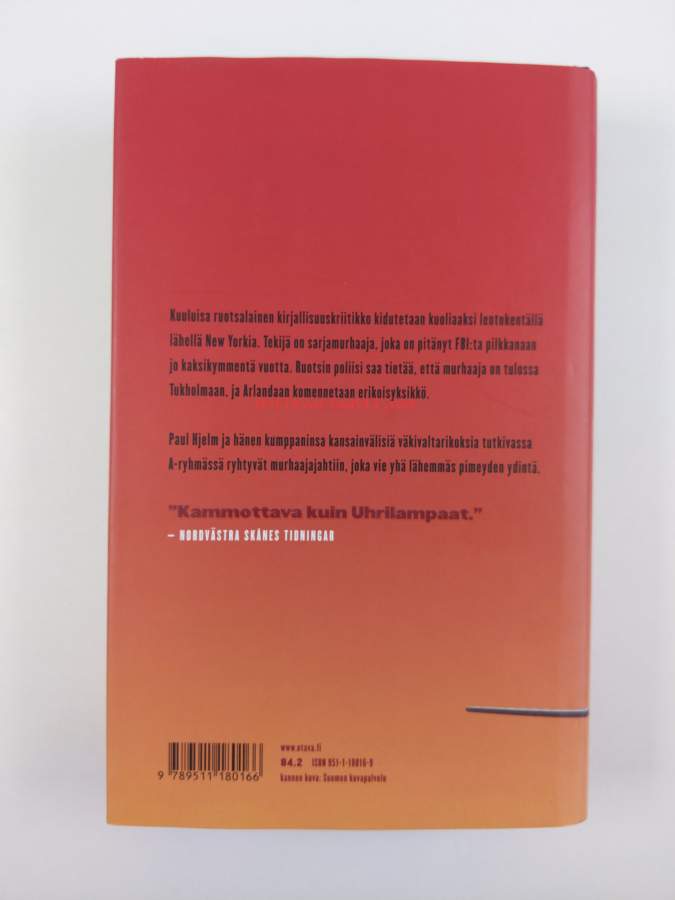 Kuuluisa ruotsalainen kirjallisuuskriitikko kidutetaan kuoliaaksi lentokentällä
lähellä New Yorkia. Tekijä on sarjamurhaaja, joka on pitänyt FBI:ta pilkkanaan
jo kaksikymmentä vuotta. Ruotsin poliisi saa tietää, että murhaaja on tulossa
Tukholmaan, ja Arlandaan komennetaan erikoisyksikkö.
Paul Hjelm ja hänen kumppaninsa kansainvälisiä väkivaltarikoksia tutkivassa
A-ryhmässä ryhtyvät murhaajajahtiin, joka vie yhä lähemmäs pimeyden ydintä.
"Kammottava kuin Uhrilampaat."
– NORDVÄSTRA SKÅNES TIDNINGAR
www.otava.fi
84.2 ISBN 951-1-18016-9
kannen kuva: Suomen kuvapalvelu
9 789511 180166